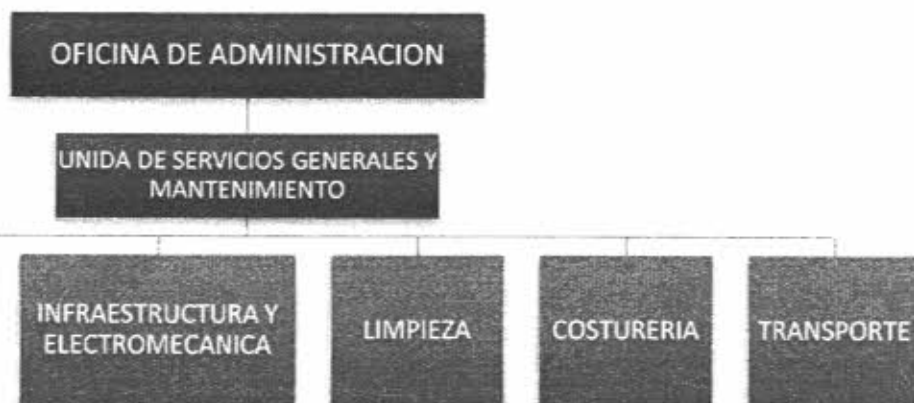 OFICINA DE ADMINISTRACION
UNIDA DE SERVICIOS GENERALES Y
MANTENIMIENTO
INFRAESTRUCTURA Y
ELECTROMECANICA
LIMPIEZA
COSTURERIA
TRANSPORTE